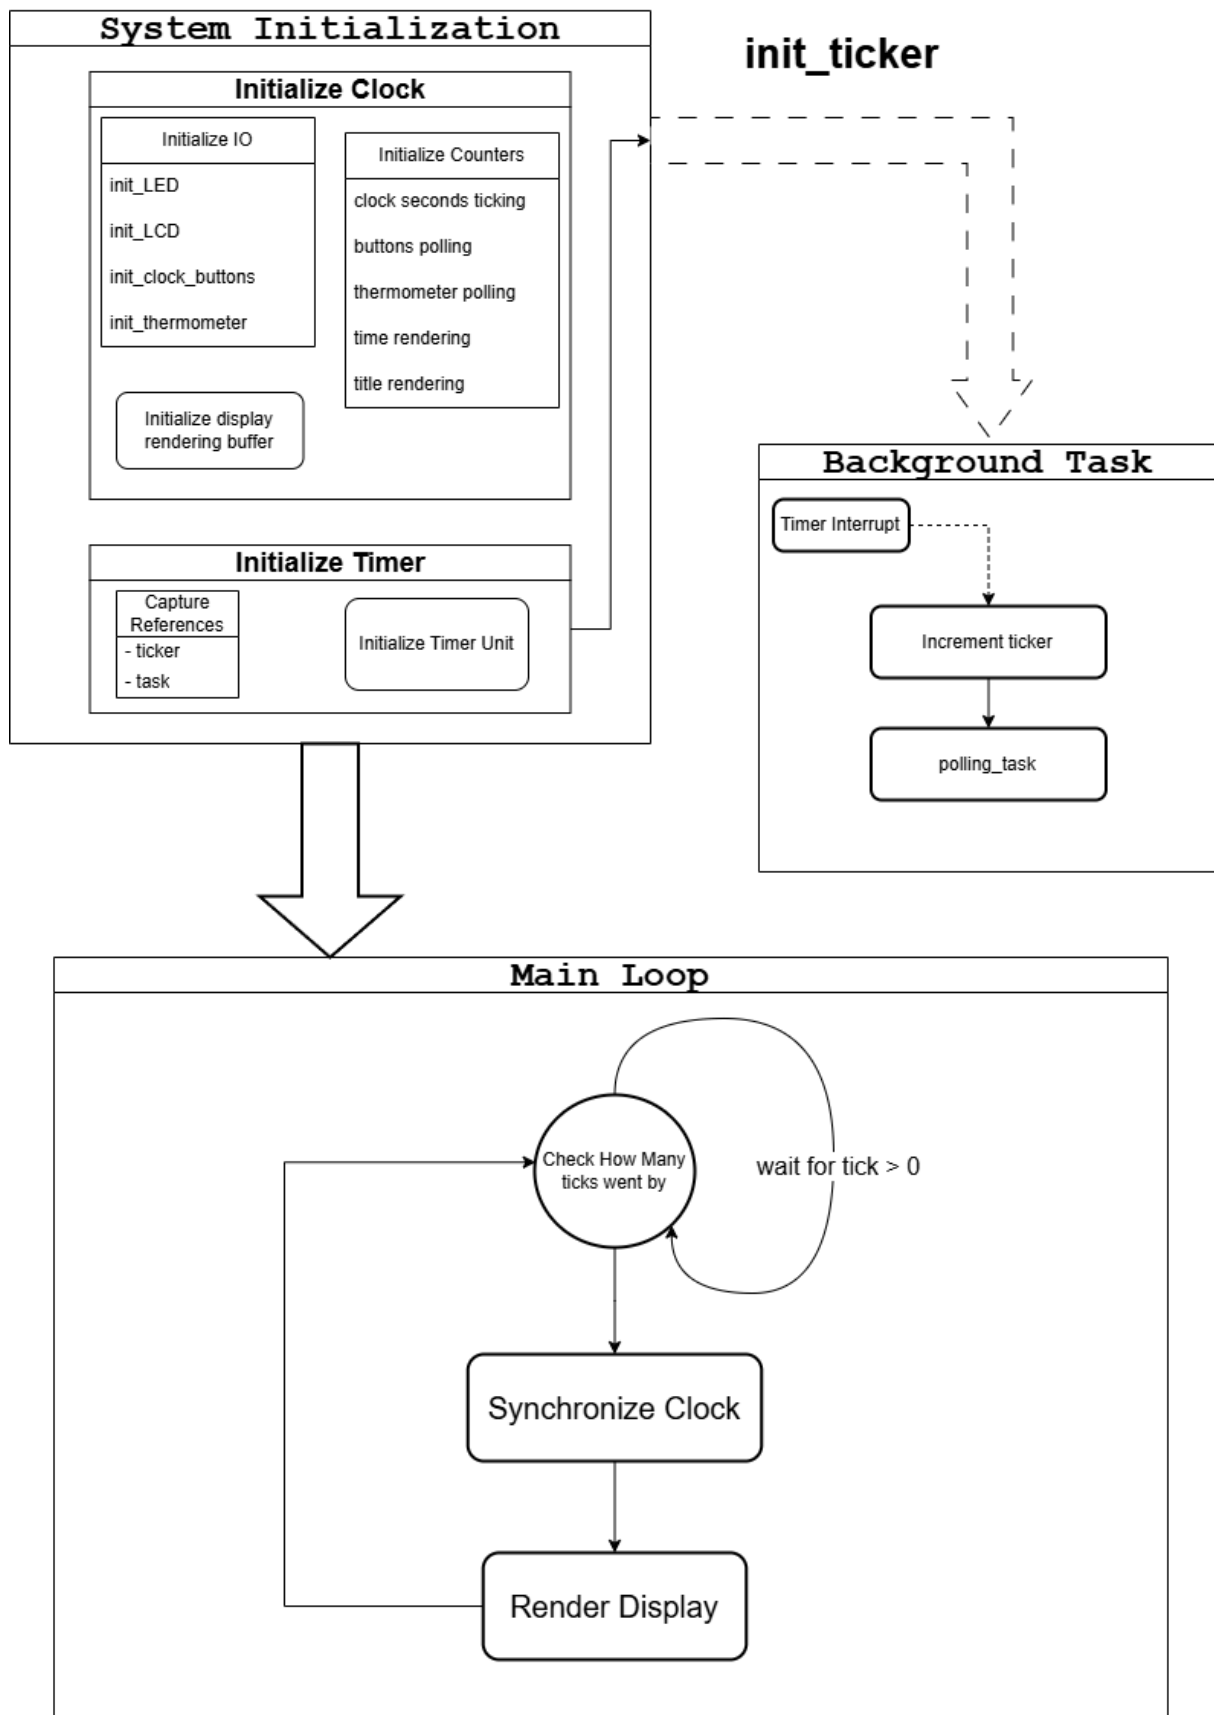 System Initialization
init_ticker
Initialize Clock
Initialize IO
init_LED
init_LCD
init_clock_buttons
init_thermometer
Initialize Counters
clock seconds ticking
buttons polling
thermometer polling
time rendering
title rendering
Initialize display
rendering buffer
Initialize Timer
Capture
References
- ticker
- task
Initialize Timer Unit
Background Task
Timer Interrupt
Increment ticker
polling_task
Main Loop
Check How Many
ticks went by
wait for tick > 0
Synchronize Clock
Render Display